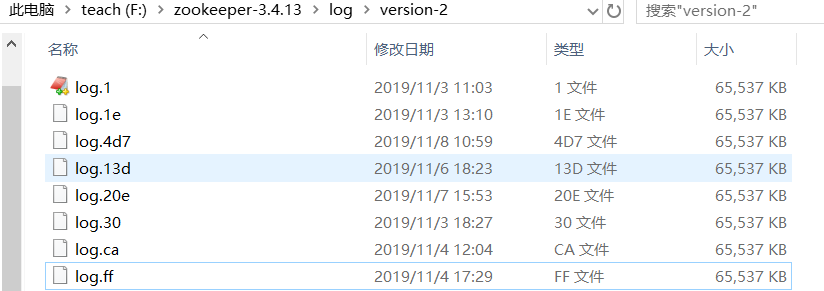 此电脑 › teach (F:) › zookeeper-3.4.13 › log › version-2 搜索"version-2"
名称 修改日期 类型 大小
log.1 2019/11/3 11:03 1 文件 65,537 KB
log.1e 2019/11/3 13:10 1E 文件 65,537 KB
log.4d7 2019/11/8 10:59 4D7 文件 65,537 KB
log.13d 2019/11/6 18:23 13D 文件 65,537 KB
log.20e 2019/11/7 15:53 20E 文件 65,537 KB
log.30 2019/11/3 18:27 30 文件 65,537 KB
log.ca 2019/11/4 12:04 CA 文件 65,537 KB
log.ff 2019/11/4 17:29 FF 文件 65,537 KB